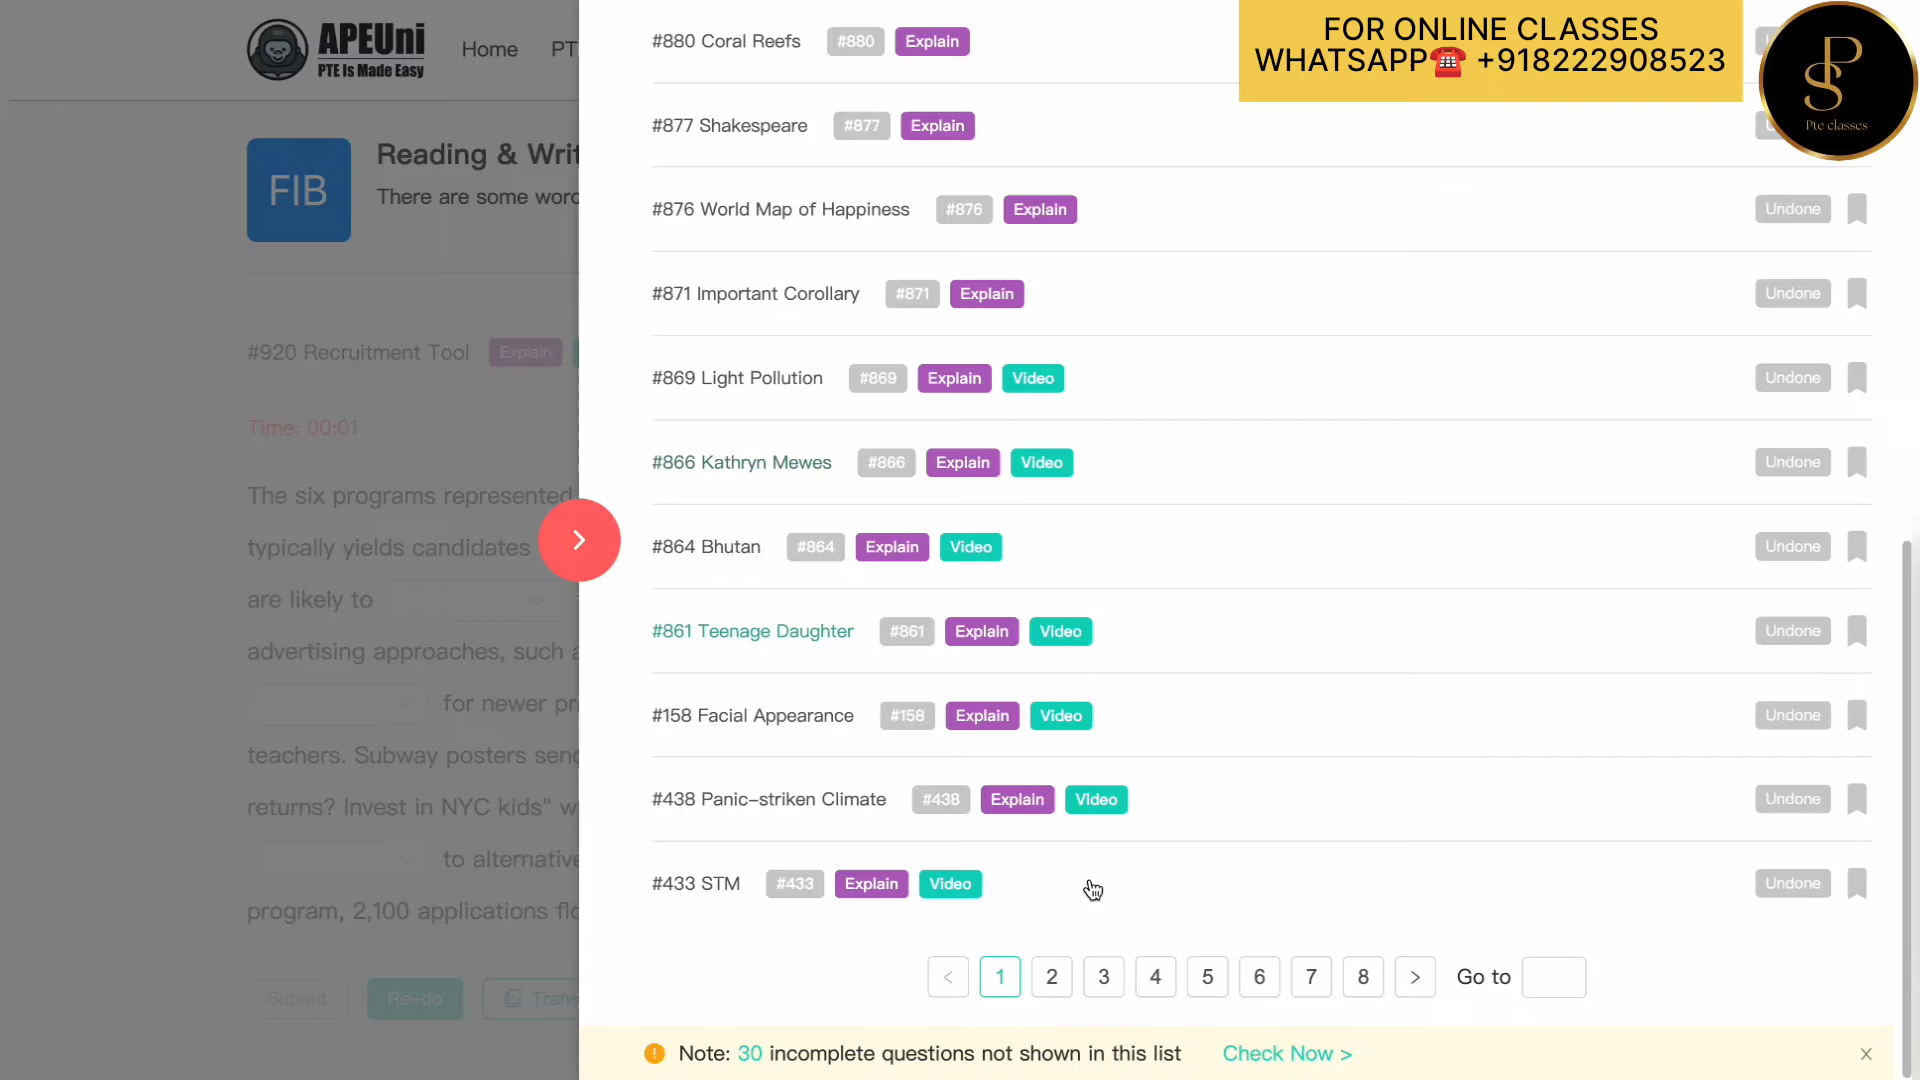 APEUni
PTE Is Made Easy
Home
PT
FIB
Reading & Writ
There are some word
#920 Recruitment Tool Explain
Time: 00:01
The six programs represented
typically yields candidates
are likely to
advertising approaches, such a
for newer pr
teachers. Subway posters send
returns? Invest in NYC kids" w
to alternative
program, 2,100 applications flo
Submit Re-do Trans
#880 Coral Reefs #880 Explain
#877 Shakespeare #877 Explain
#876 World Map of Happiness #876 Explain Undone
#871 Important Corollary #871 Explain Undone
#869 Light Pollution #869 Explain Video Undone
#866 Kathryn Mewes #866 Explain Video Undone
#864 Bhutan #864 Explain Video Undone
#861 Teenage Daughter #861 Explain Video Undone
#158 Facial Appearance #158 Explain Video Undone
#438 Panic-striken Climate #438 Explain Video Undone
#433 STM #433 Explain Video Undone
< 1 2 3 4 5 6 7 8 > Go to
Note: 30 incomplete questions not shown in this list Check Now > x
FOR ONLINE CLASSES
WHATSAPP☎️ +918222908523
SP
Pte classes